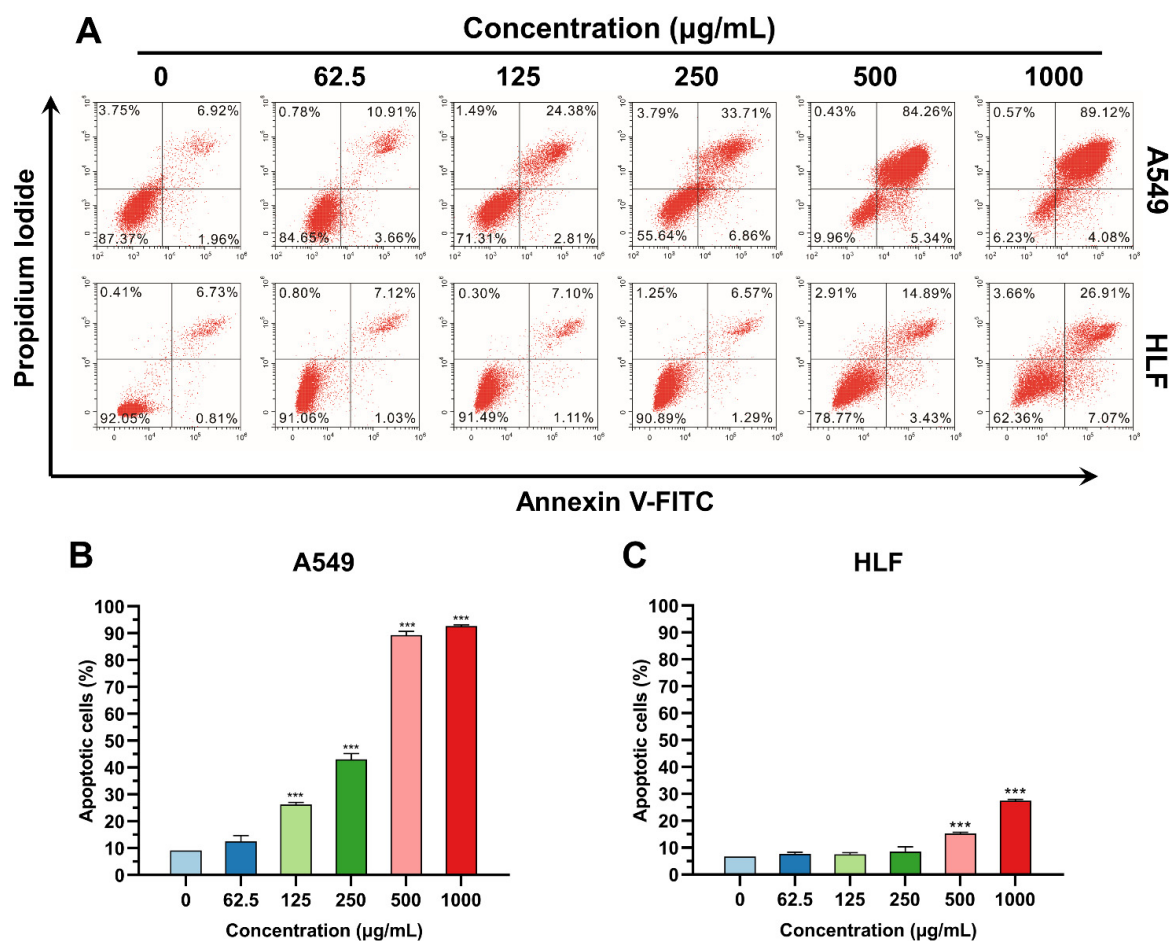 A
Concentration (µg/mL)
0 62.5 125 250 500 1000
Propidium Iodide
3.75% 6.92% 0.78% 10.91% 1.49% 24.38% 3.79% 33.71% 0.43% 84.26% 0.57% 89.12%
87.37% 1.96% 84.65% 3.66% 71.31% 2.81% 55.64% 6.86% 9.96% 5.34% 6.23% 4.08%
A549
0.41% 6.73% 0.80% 7.12% 0.30% 7.10% 1.25% 6.57% 2.91% 14.89% 3.66% 26.91%
92.05% 0.81% 91.06% 1.03% 91.49% 1.11% 90.89% 1.29% 78.77% 3.43% 62.36% 7.07%
HLF
Annexin V-FITC
B
A549
Apoptotic cells (%)
100
90
80
70
60
50
40
30
20
10
0
*** *** *** ***
0 62.5 125 250 500 1000
Concentration (µg/mL)
C
HLF
Apoptotic cells (%)
100
90
80
70
60
50
40
30
20
10
0
*** ***
0 62.5 125 250 500 1000
Concentration (µg/mL)